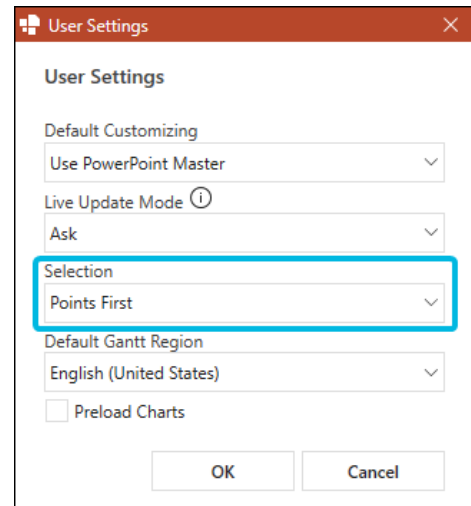 User Settings
User Settings
Default Customizing
Use PowerPoint Master
Live Update Mode
Ask
Selection
Points First
Default Gantt Region
English (United States)
Preload Charts
OK Cancel